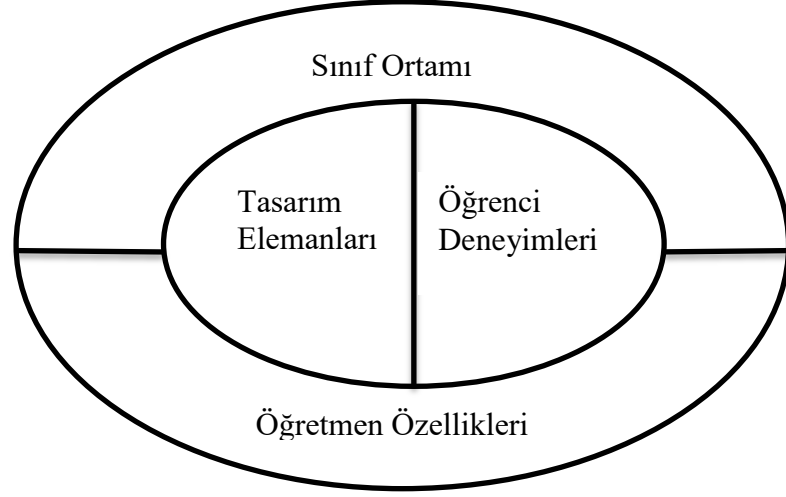 Sınıf Ortamı
Tasarım
Elemanları
Öğrenci
Deneyimleri
Öğretmen Özellikleri